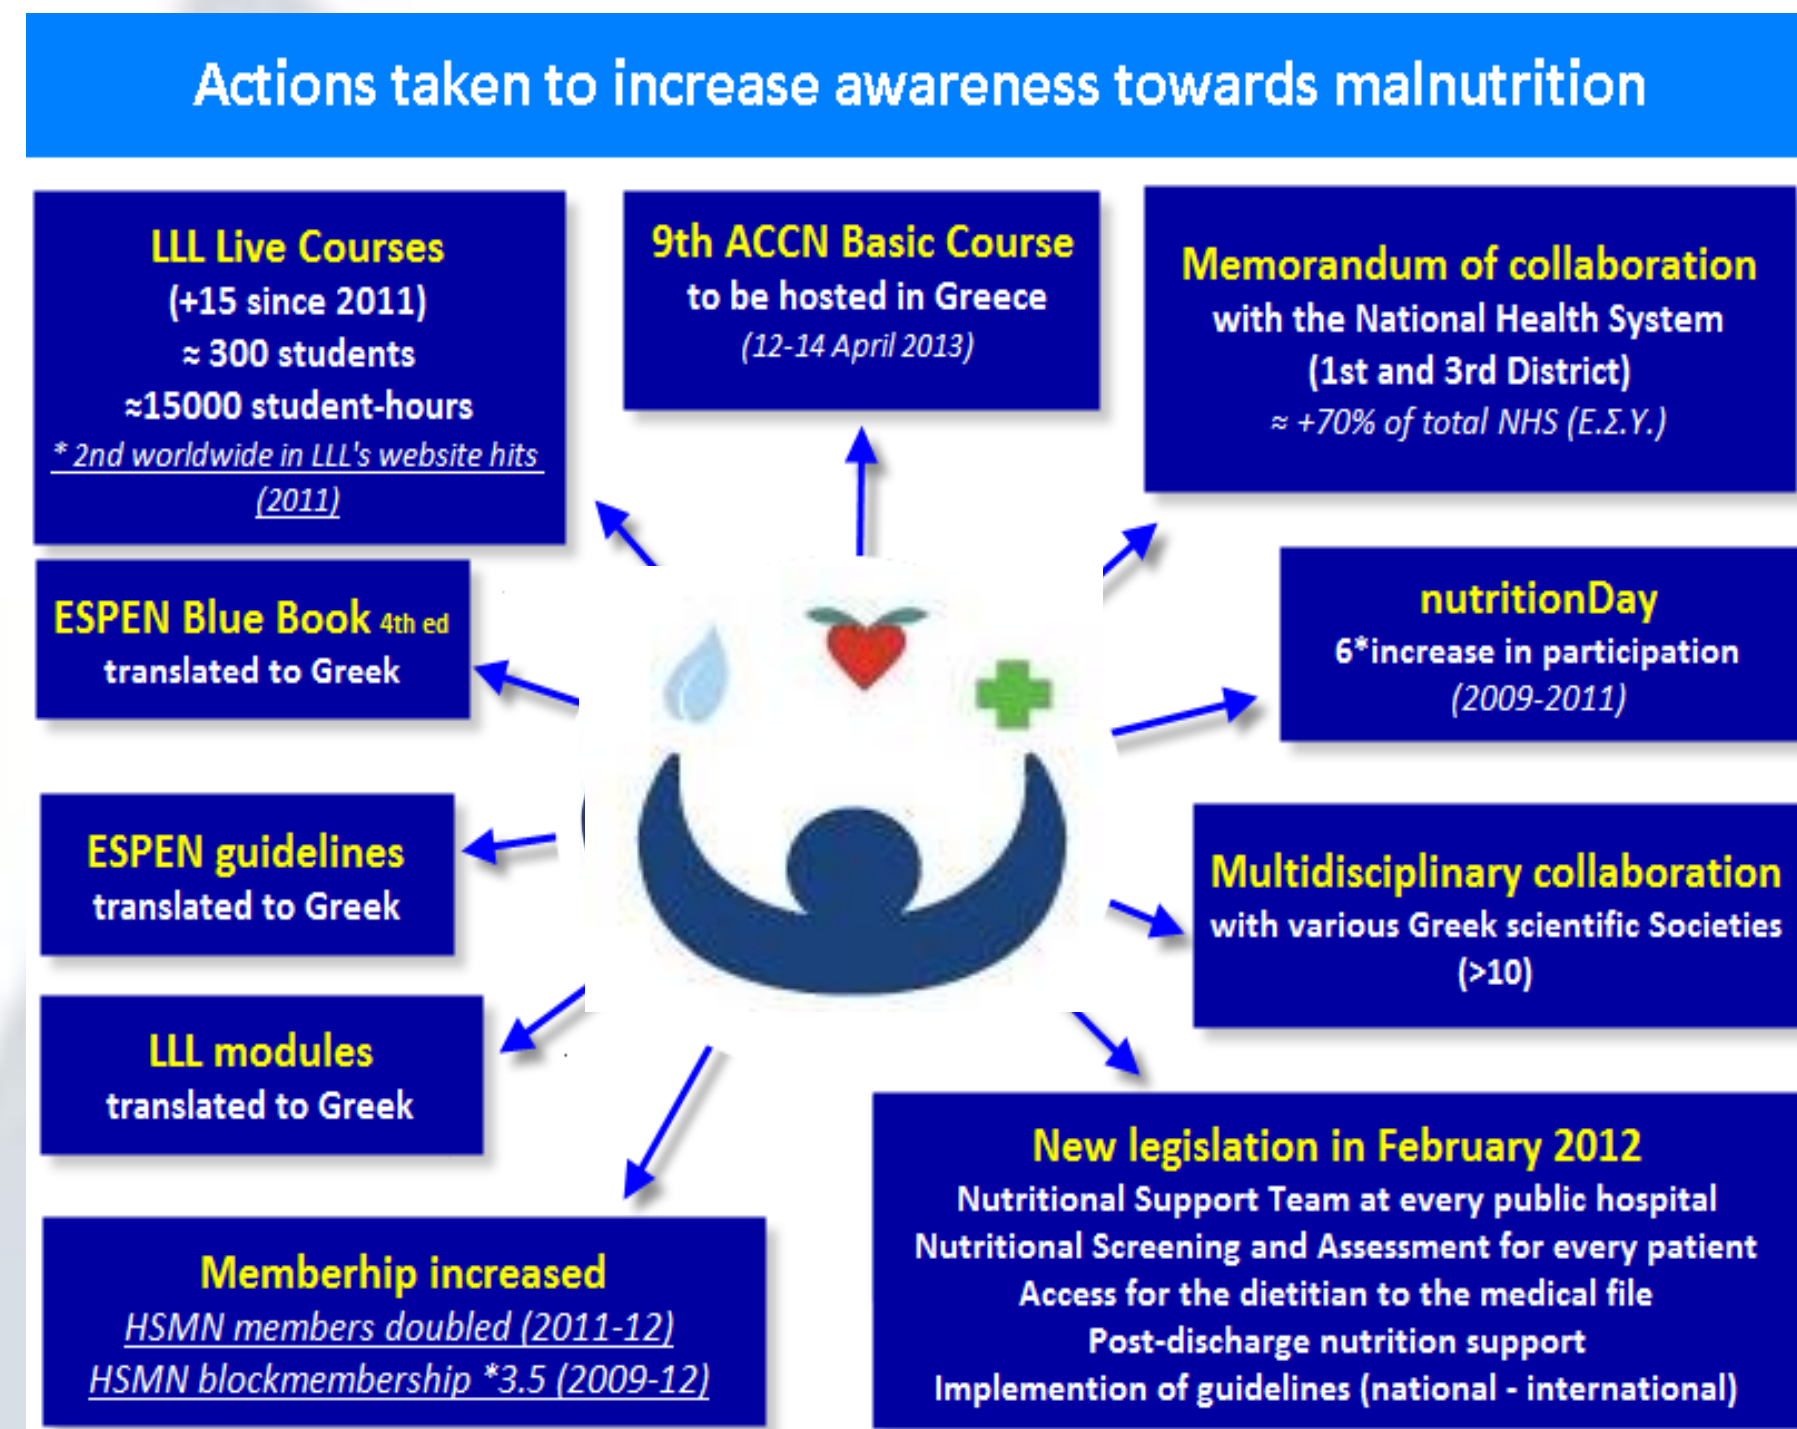 Actions taken to increase awareness towards malnutrition
LLL Live Courses
(+15 since 2011)
≈ 300 students
≈15000 student-hours
* 2nd worldwide in LLL's website hits
(2011)
9th ACCN Basic Course
to be hosted in Greece
(12-14 April 2013)
Memorandum of collaboration
with the National Health System
(1st and 3rd District)
≈ +70% of total NHS (Ε.Σ.Υ.)
ESPEN Blue Book 4th ed
translated to Greek
nutritionDay
6*increase in participation
(2009-2011)
ESPEN guidelines
translated to Greek
Multidisciplinary collaboration
with various Greek scientific Societies
(>10)
LLL modules
translated to Greek
Memberhip increased
HSMN members doubled (2011-12)
HSMN blockmembership *3.5 (2009-12)
New legislation in February 2012
Nutritional Support Team at every public hospital
Nutritional Screening and Assessment for every patient
Access for the dietitian to the medical file
Post-discharge nutrition support
Implemention of guidelines (national - international)